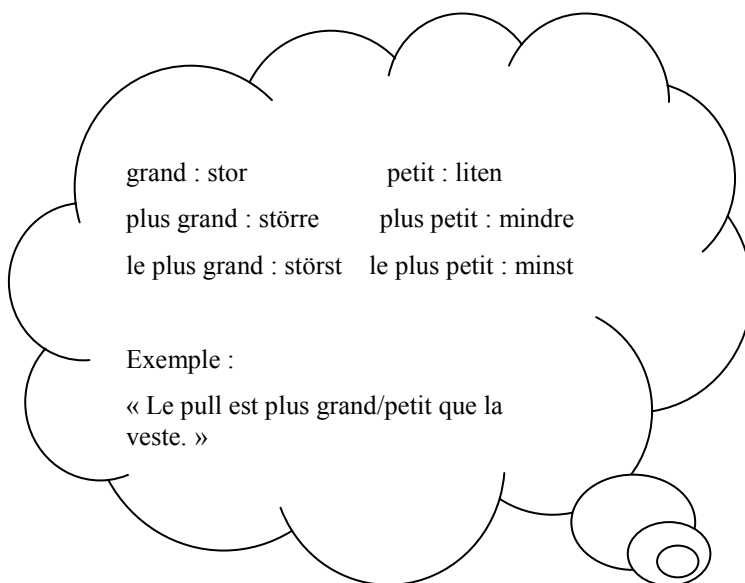 grand : stor petit : liten
plus grand : större plus petit : mindre
le plus grand : störst le plus petit : minst
Exemple :
« Le pull est plus grand/petit que la
veste. »